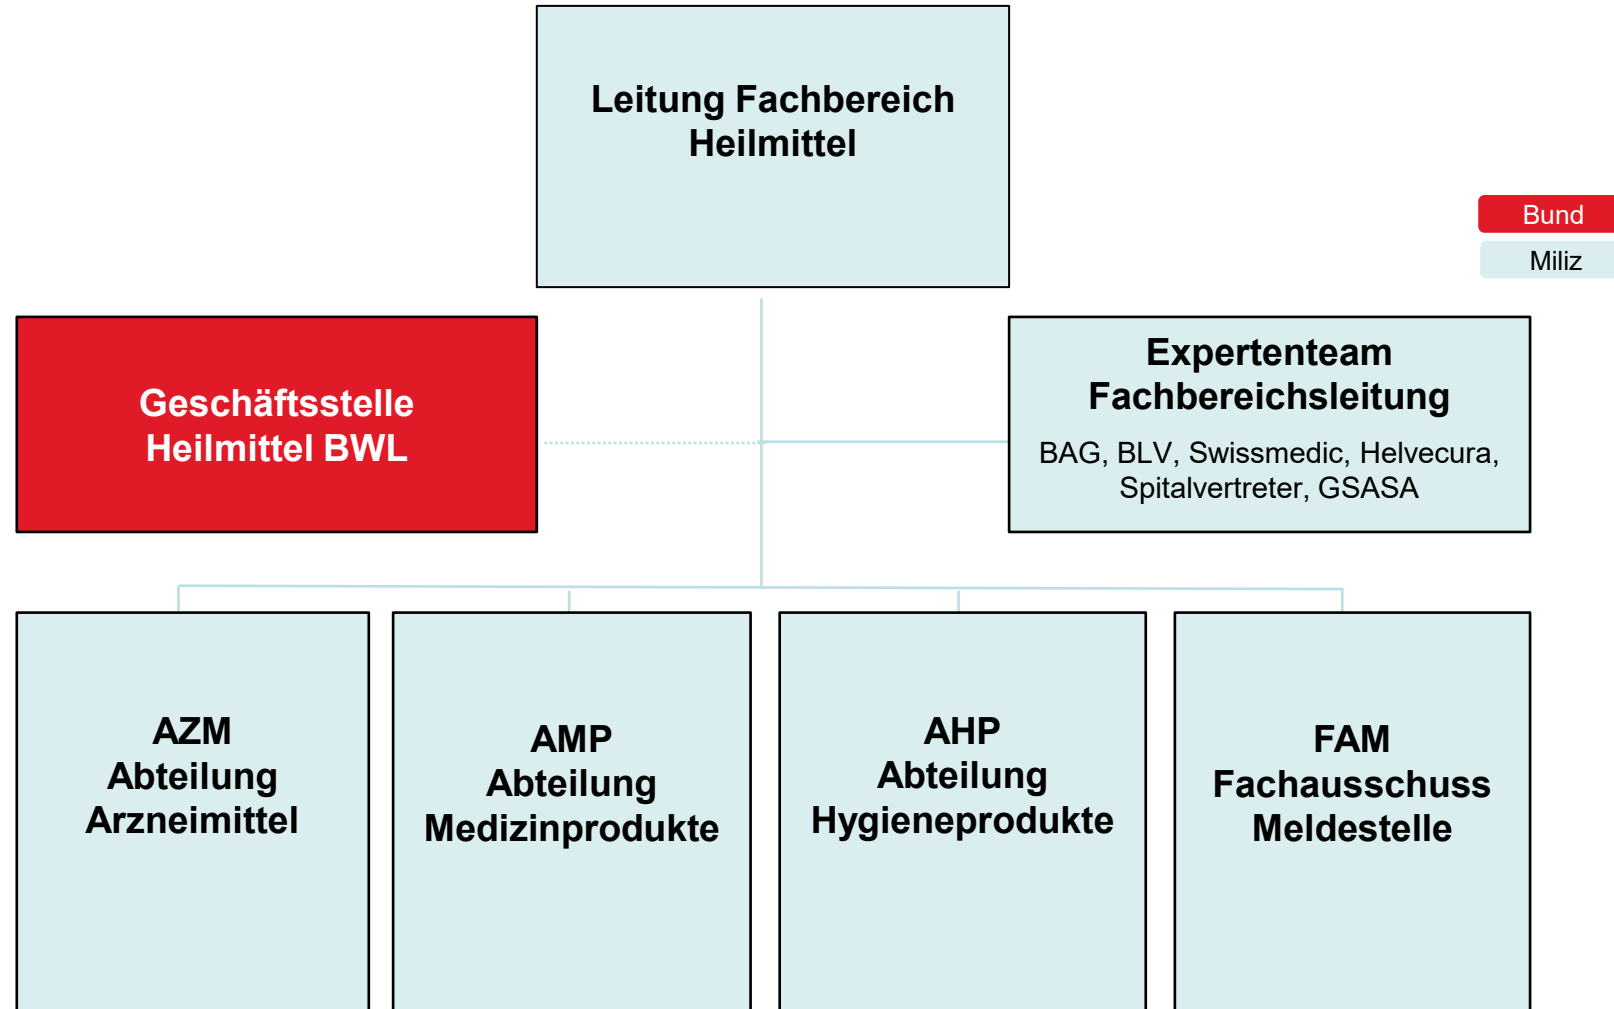 Leitung Fachbereich
Heilmittel
Bund
Miliz
Geschäftsstelle
Heilmittel BWL
Expertenteam
Fachbereichsleitung
BAG, BLV, Swissmedic, Helvecura,
Spitalvertreter, GSASA
AZM
Abteilung
Arzneimittel
AMP
Abteilung
Medizinprodukte
AHP
Abteilung
Hygieneprodukte
FAM
Fachausschuss
Meldestelle